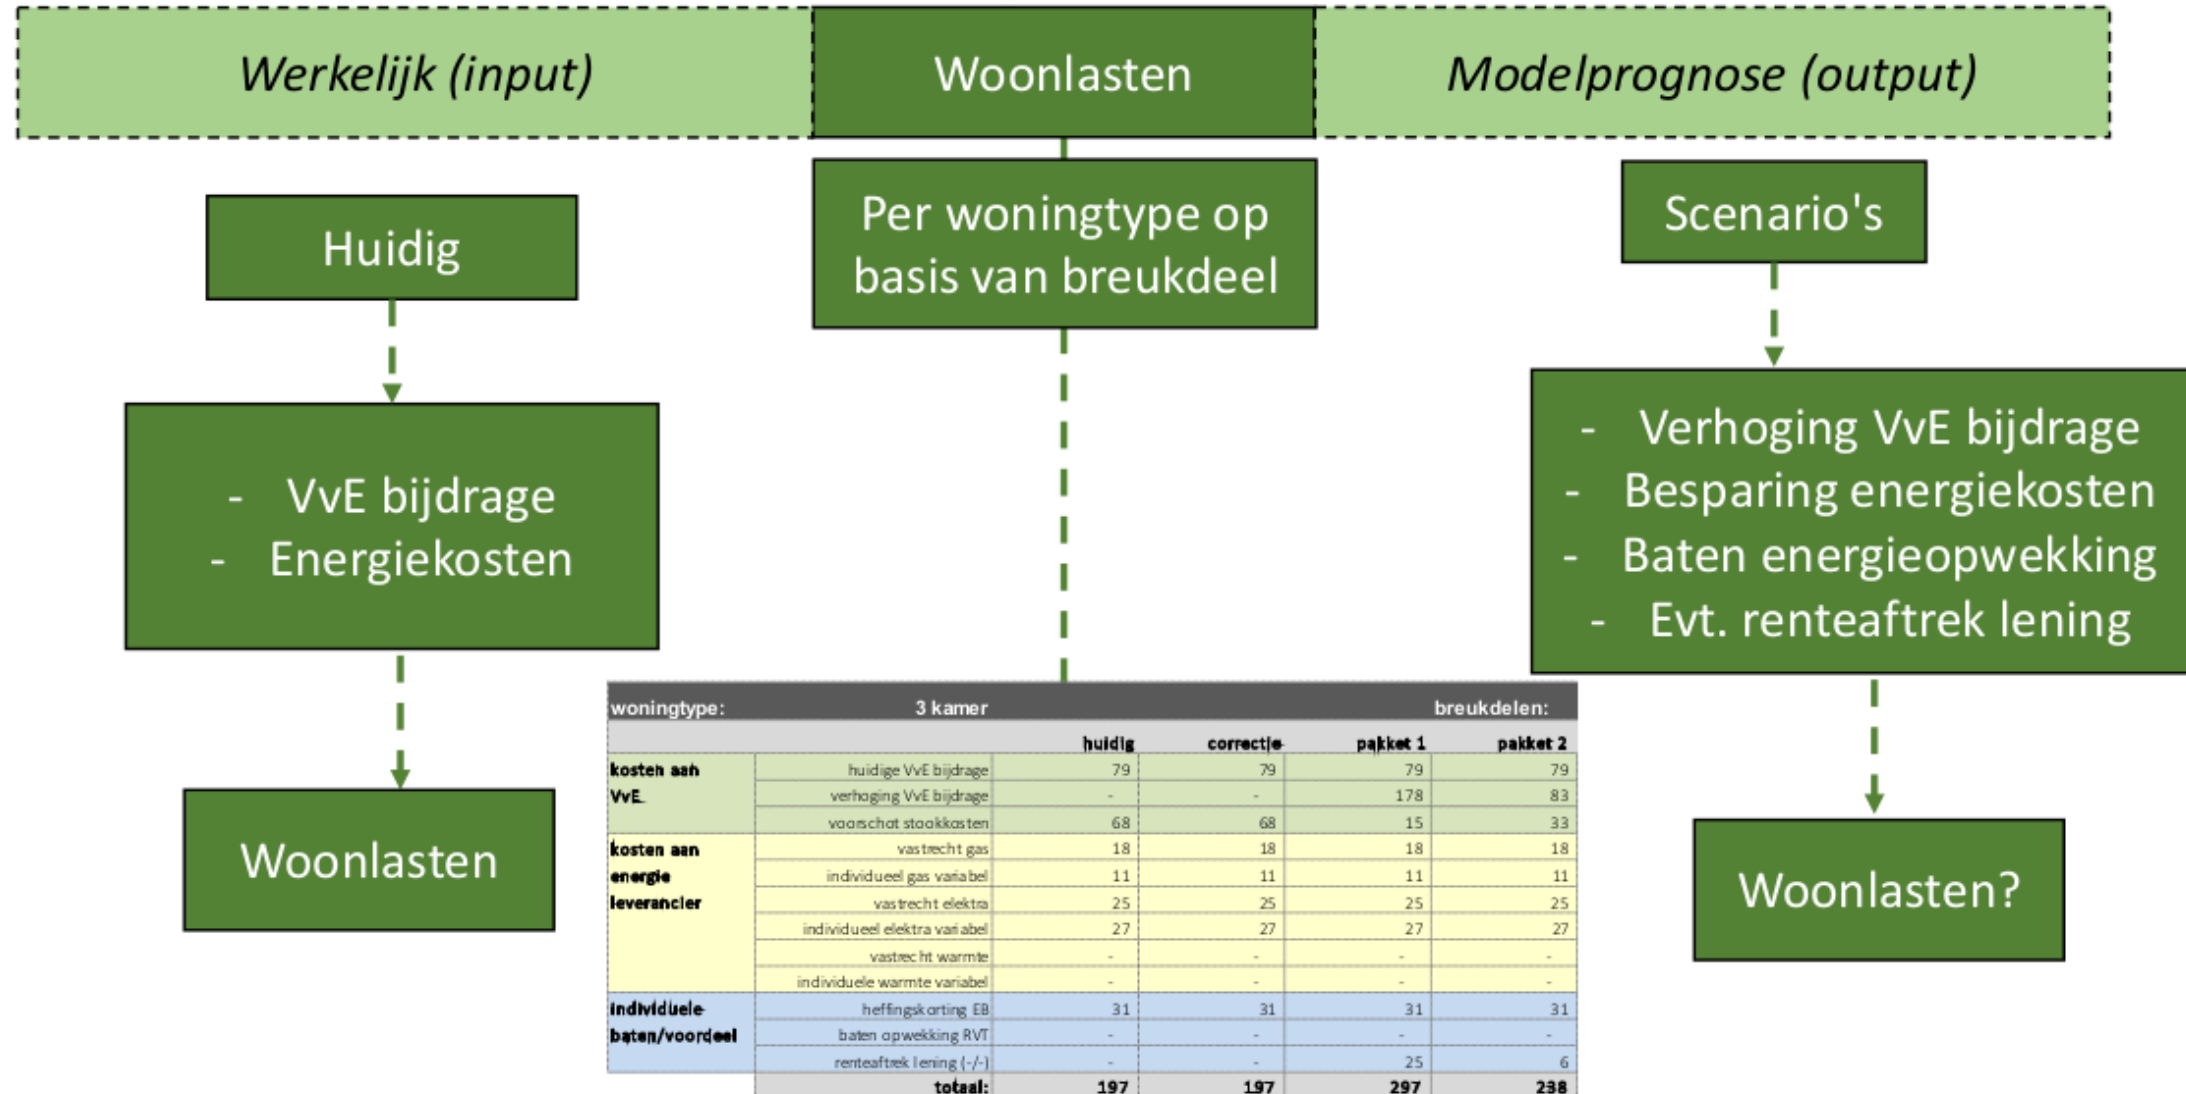 Werkelijk (input)
Woonlasten
Modelprognose (output)
Huidig
- VvE bijdrage
- Energiekosten
Woonlasten
Per woningtype op
basis van breukdeel
Scenario's
- Verhoging VvE bijdrage
- Besparing energiekosten
- Baten energieopwekking
- Evt. renteaftrek lening
Woonlasten?
woningtype: 3 kamer breukdelen:
huidig correctie pakket 1 pakket 2
kosten aan huidige VvE bijdrage 79 79 79 79
VvE verhoging VvE bijdrage - - 178 83
voorschot stookkosten 68 68 15 33
kosten aan vastrecht gas 18 18 18 18
energie individueel gas variabel 11 11 11 11
leverancier vastrecht elektra 25 25 25 25
individueel elektra variabel 27 27 27 27
vastrecht warmte - - - -
individuele warmte variabel - - - -
individuele heffingskorting EB 31 31 31 31
baten/voordeel baten opwekking RVT - - - -
renteaftrek lening (-/-) - - 25 6
totaal: 197 197 297 238